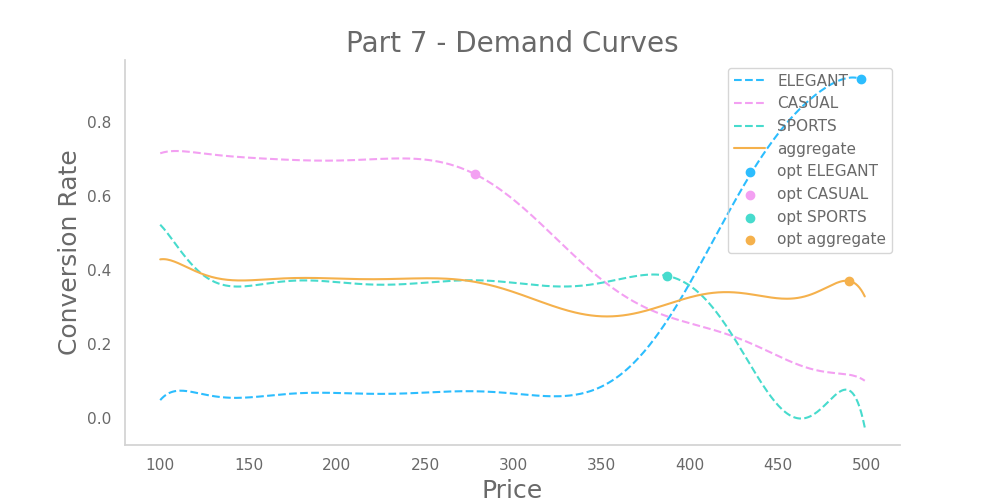 Part 7 - Demand Curves
ELEGANT
CASUAL
SPORTS
aggregate
opt ELEGANT
opt CASUAL
opt SPORTS
opt aggregate
Conversion Rate
0.8
0.6
0.4
0.2
0.0
100 150 200 250 300 350 400 450 500
Price